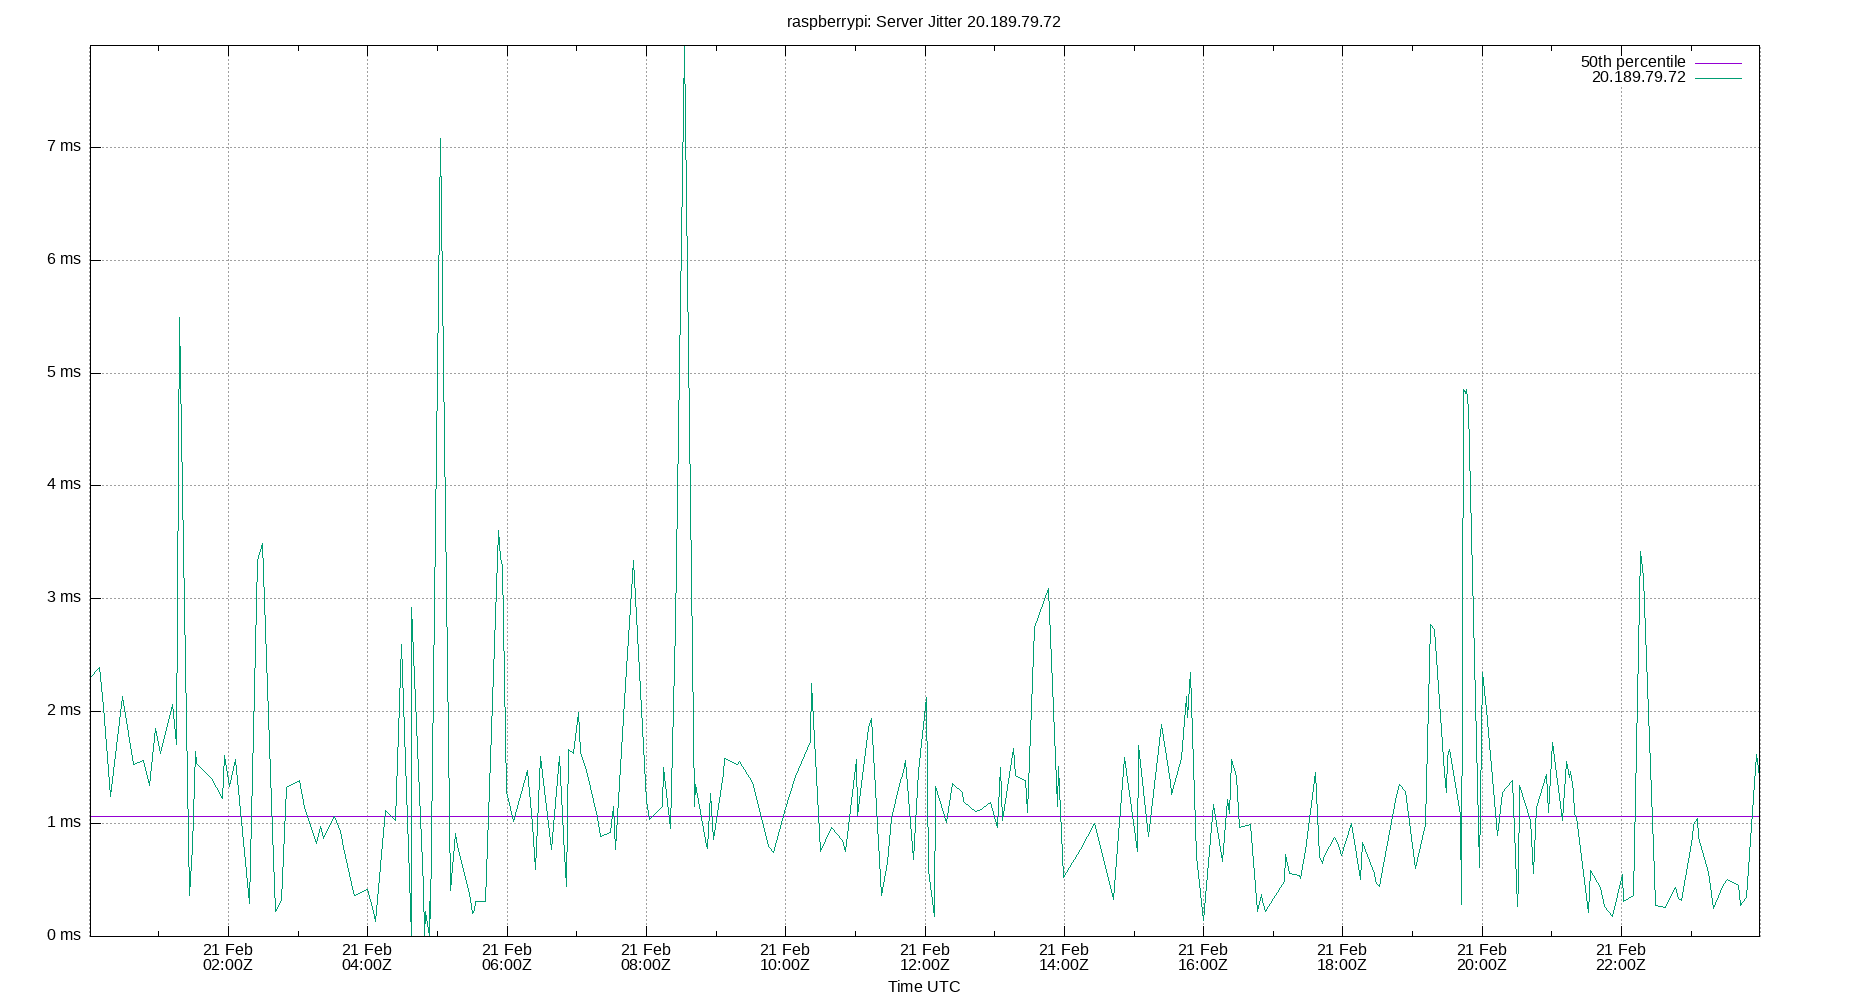 raspberrypi: Server Jitter 20.189.79.72
50th percentile
20.189.79.72
7 ms
6 ms
5 ms
4 ms
3 ms
2 ms
1 ms
0 ms
21 Feb 21 Feb 21 Feb 21 Feb 21 Feb 21 Feb 21 Feb 21 Feb 21 Feb 21 Feb 21 Feb
02:00Z 04:00Z 06:00Z 08:00Z 10:00Z 12:00Z 14:00Z 16:00Z 18:00Z 20:00Z 22:00Z
Time UTC